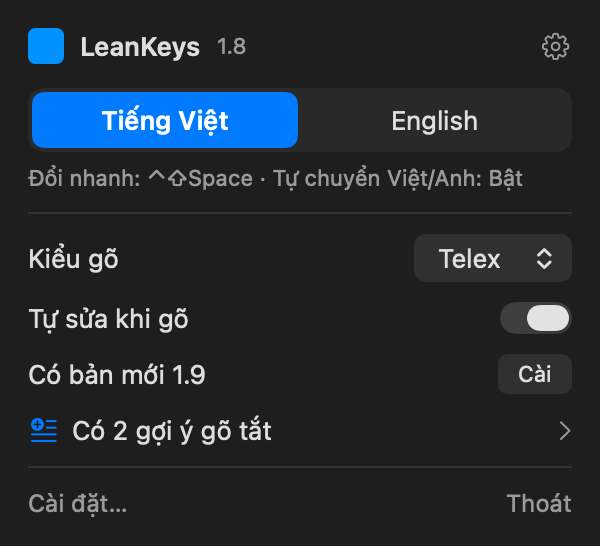 LeanKeys 1.8
Tiếng Việt English
Đổi nhanh: ⌃⇧Space · Tự chuyển Việt/Anh: Bật
Kiểu gõ Telex
Tự sửa khi gõ
Có bản mới 1.9 Cài
Có 2 gợi ý gõ tắt
Cài đặt... Thoát